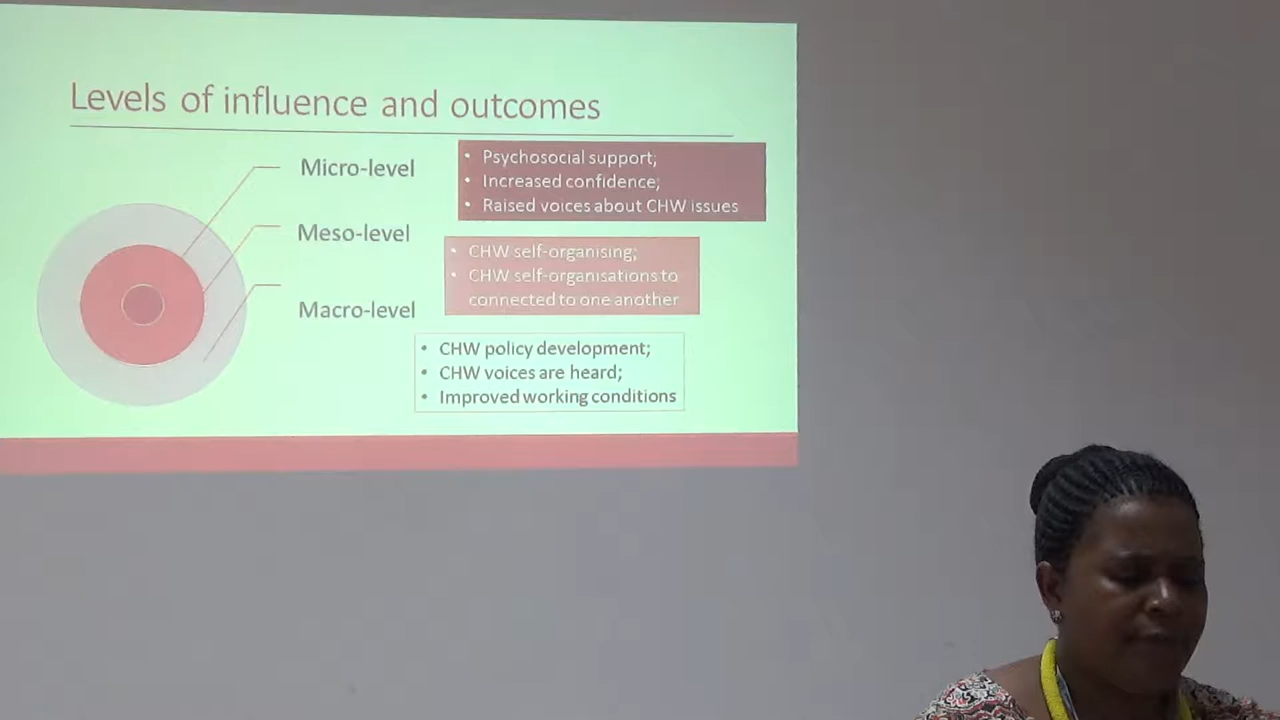 Levels of influence and outcomes
Micro-level
• Psychosocial support;
• Increased confidence;
• Raised voices about CHW issues
Meso-level
• CHW self-organising;
• CHW self-organisations to
connected to one another
Macro-level
• CHW policy development;
• CHW voices are heard;
• Improved working conditions